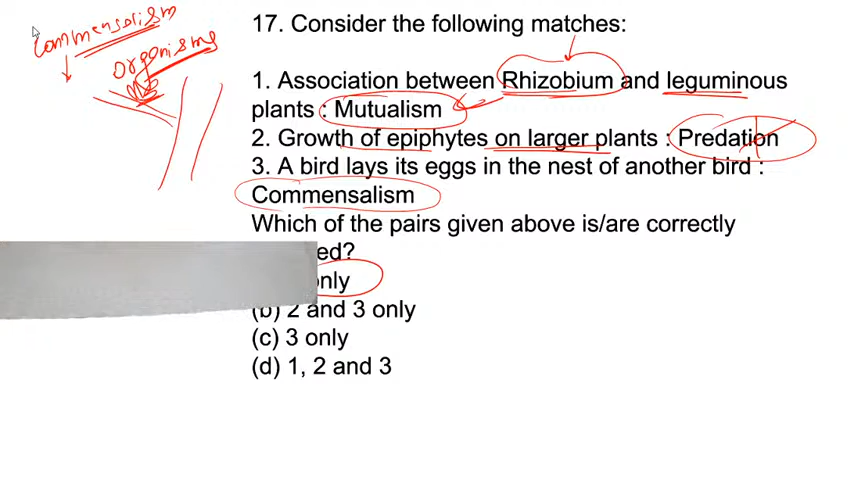 commensalism
organisms
17. Consider the following matches:
1. Association between Rhizobium and leguminous
plants : Mutualism
2. Growth of epiphytes on larger plants : Predation
3. A bird lays its eggs in the nest of another bird :
Commensalism
Which of the pairs given above is/are correctly
ed?
only
(b) 2 and 3 only
(c) 3 only
(d) 1, 2 and 3